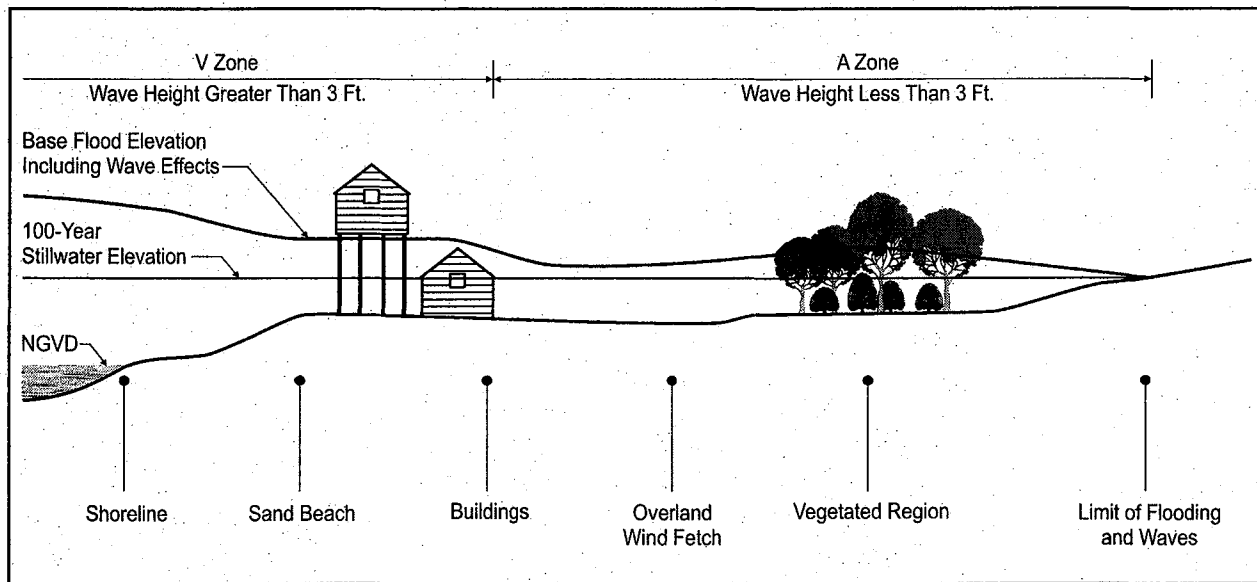 V Zone
Wave Height Greater Than 3 Ft.
A Zone
Wave Height Less Than 3 Ft.
Base Flood Elevation
Including Wave Effects
100-Year
Stillwater Elevation
NGVD
Shoreline
Sand Beach
Buildings
Overland
Wind Fetch
Vegetated Region
Limit of Flooding
and Waves